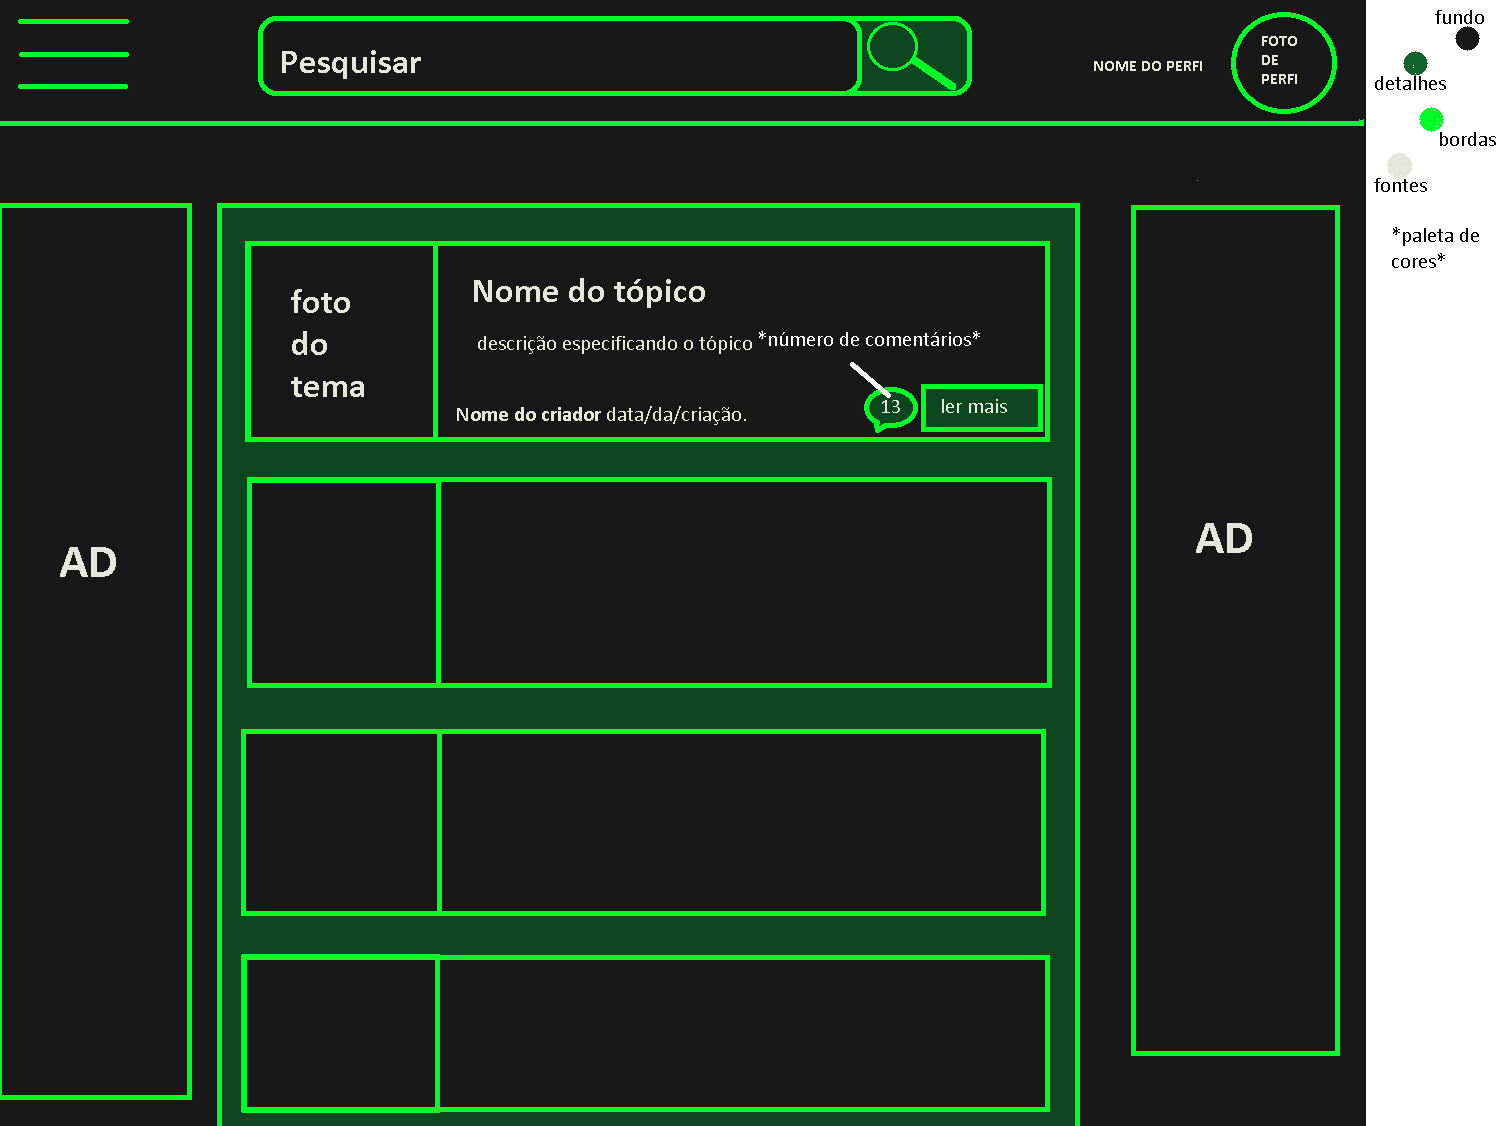 Pesquisar
NOME DO PERFI
FOTO
DE
PERFI
fundo
detalhes
bordas
fontes
*paleta de
cores*
foto
do
tema
Nome do tópico
descrição especificando o tópico *número de comentários*
Nome do criador data/da/criação.
13
ler mais
AD
AD